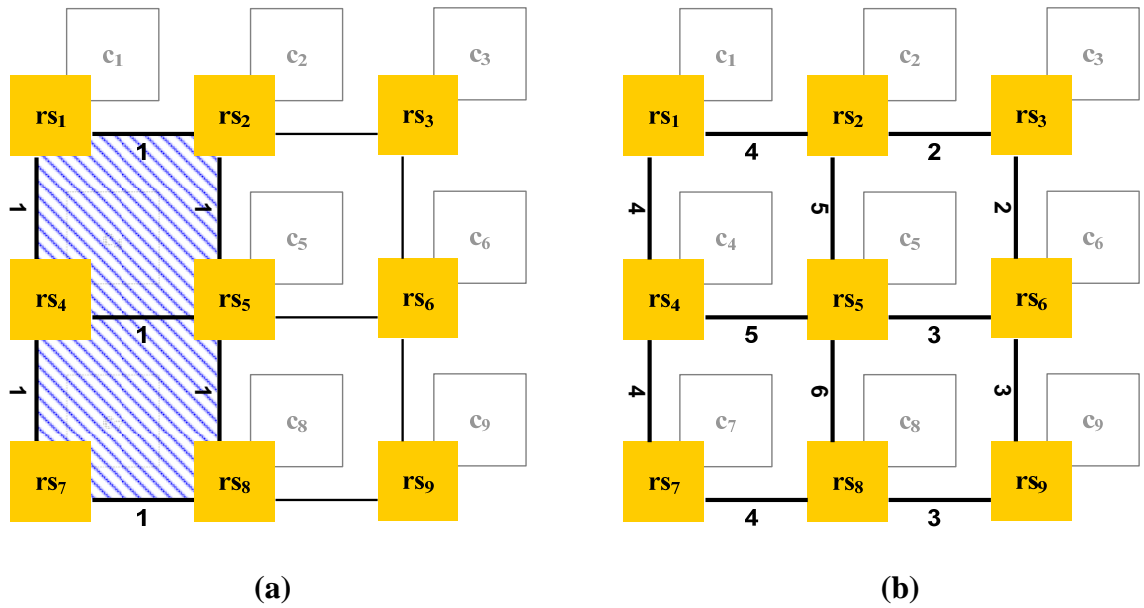 c₁ c₂ c₃
rs₁ rs₂ rs₃
1
1 1
c₅ c₆
rs₄ rs₅ rs₆
1
1 1
c₈ c₉
rs₇ rs₈ rs₉
1
(a)
c₁ c₂ c₃
rs₁ rs₂ rs₃
4 2
4 5 2
c₄ c₅ c₆
rs₄ rs₅ rs₆
5 3
4 6 3
c₇ c₈ c₉
rs₇ rs₈ rs₉
4 3
(b)